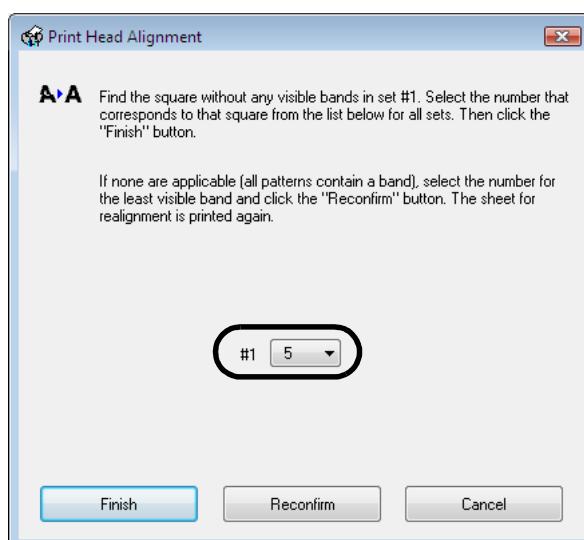 Print Head Alignment
A▸A
Find the square without any visible bands in set #1. Select the number that
corresponds to that square from the list below for all sets. Then click the
"Finish" button.
If none are applicable (all patterns contain a band), select the number for
the least visible band and click the "Reconfirm" button. The sheet for
realignment is printed again.
#1 5
Finish Reconfirm Cancel